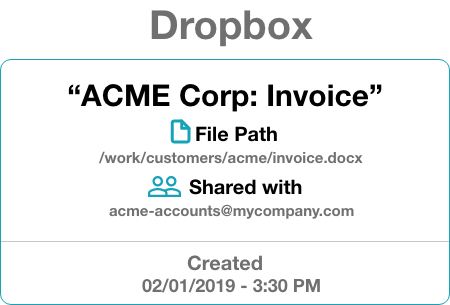 Dropbox
“ACME Corp: Invoice”
File Path
/work/customers/acme/invoice.docx
Shared with
acme-accounts@mycompany.com
Created
02/01/2019 - 3:30 PM